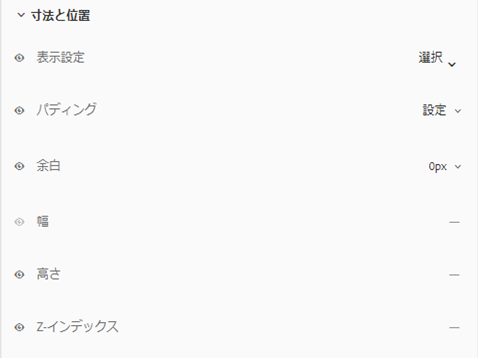 寸法と位置
表示設定 選択
パディング 設定
余白 0px
幅 —
高さ —
Z-インデックス —